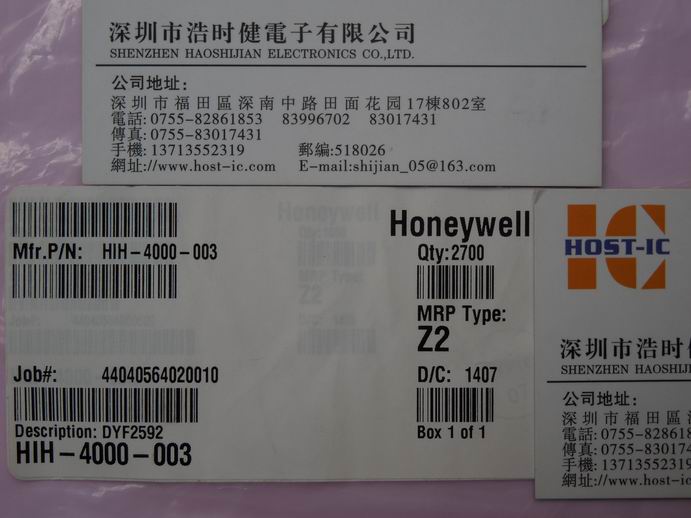 深圳市浩时健電子有限公司
SHENZHEN HAOSHIJIAN ELECTRONICS CO.,LTD.
公司地址:
深圳市福田區深南中路田面花园17棟802室
電話:0755-82861853 83996702 83017431
傳真:0755-83017431
手機:13713552319 郵編:518026
網址://www.host-ic.com E-mail:shijian_05@163.com
Honeywell
Mfr.P/N: HIH-4000-003
Qty:2700
MRP Type:
Z2
Job#: 44040564020010
D/C: 1407
Description: DYF2592
Box 1 of 1
HIH-4000-003
IC
HOST-IC
深圳市浩时健
SHENZHEN HAOSHIJI
公司地址:
深圳市福田區
電話:0755-828618
傳真:0755-830174
手機:13713552319
網址://www.host-ic